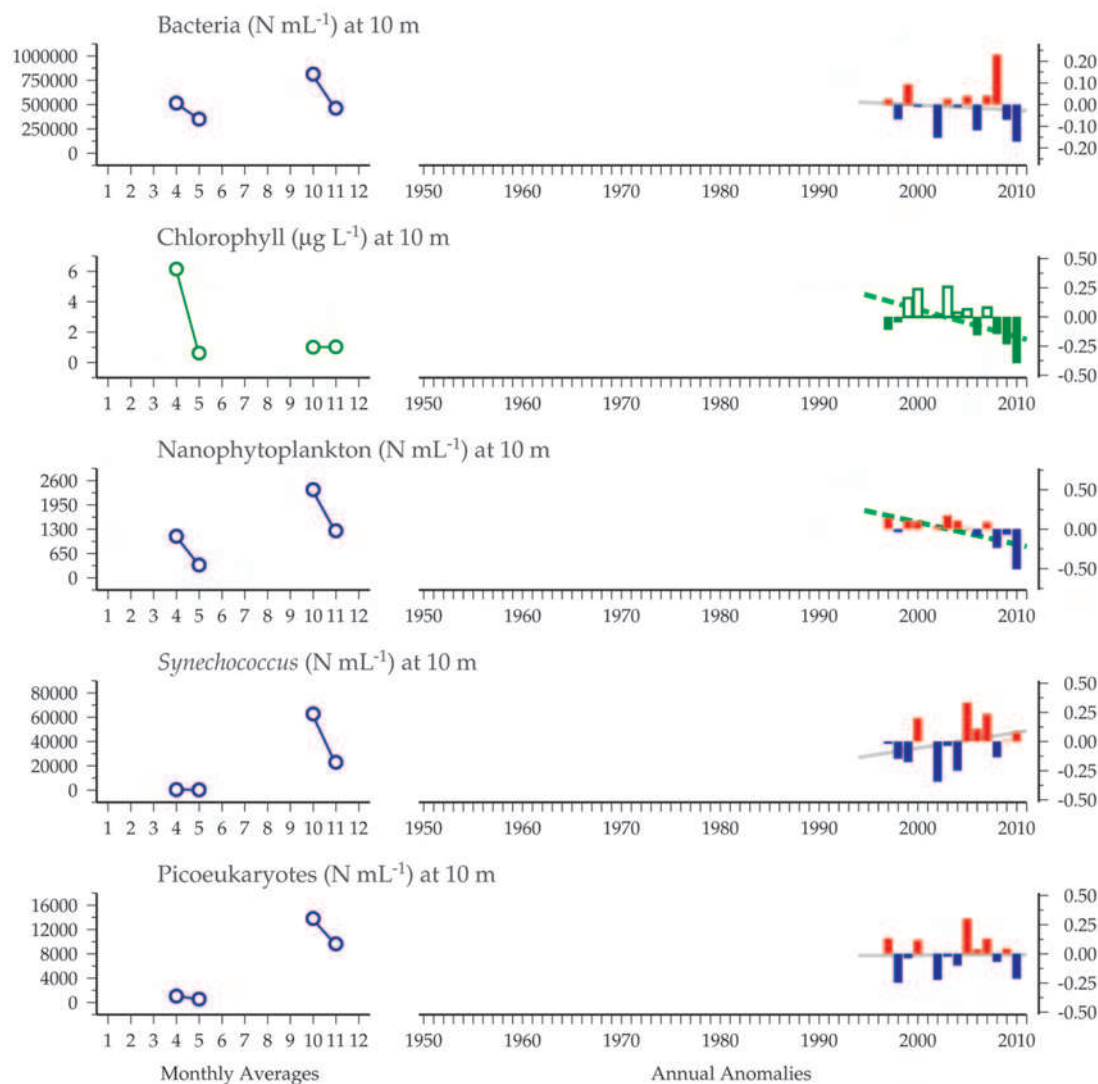 Bacteria (N mL⁻¹) at 10 m
1000000
750000
500000
250000
0
0.20
0.10
0.00
-0.10
-0.20
1 2 3 4 5 6 7 8 9 10 11 12
1950 1960 1970 1980 1990 2000 2010
Chlorophyll (µg L⁻¹) at 10 m
6
4
2
0
0.50
0.25
0.00
-0.25
-0.50
1 2 3 4 5 6 7 8 9 10 11 12
1950 1960 1970 1980 1990 2000 2010
Nanophytoplankton (N mL⁻¹) at 10 m
2600
1950
1300
650
0
0.50
0.00
-0.50
1 2 3 4 5 6 7 8 9 10 11 12
1950 1960 1970 1980 1990 2000 2010
Synechococcus (N mL⁻¹) at 10 m
80000
60000
40000
20000
0
0.50
0.25
0.00
-0.25
-0.50
1 2 3 4 5 6 7 8 9 10 11 12
1950 1960 1970 1980 1990 2000 2010
Picoeukaryotes (N mL⁻¹) at 10 m
16000
12000
8000
4000
0
0.50
0.25
0.00
-0.25
-0.50
1 2 3 4 5 6 7 8 9 10 11 12
1950 1960 1970 1980 1990 2000 2010
Monthly Averages
Annual Anomalies